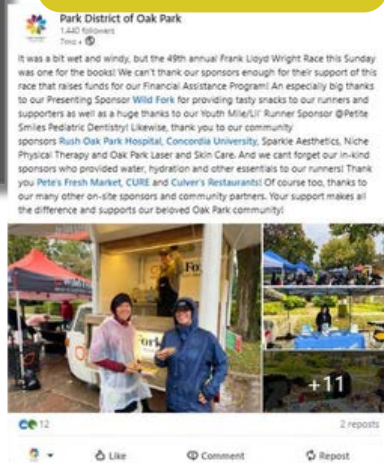 Park District of Oak Park
1,440 followers
7mo •
It was a bit wet and windy, but the 49th annual Frank Lloyd Wright Race this Sunday
was one for the books! We can't thank our sponsors enough for their support of this
race that raises funds for our Financial Assistance Program! An especially big thanks
to our Presenting Sponsor Wild Fork for providing tasty snacks to our runners and
supporters as well as a huge thanks to our Youth Mile/Lil' Runner Sponsor @Petite
Smiles Pediatric Dentistry! Likewise, thank you to our community
sponsors Rush Oak Park Hospital, Concordia University, Sparkle Aesthetics, Niche
Physical Therapy and Oak Park Laser and Skin Care. And we cant forget our in-kind
sponsors who provided water, hydration and other essentials to our runners! Thank
you Pete's Fresh Market, CURE and Culver's Restaurants! Of course too, thanks to
our many other on-site sponsors and community partners. Your support makes all
the difference and supports our beloved Oak Park community!
+11
12
2 reposts
Like
Comment
Repost